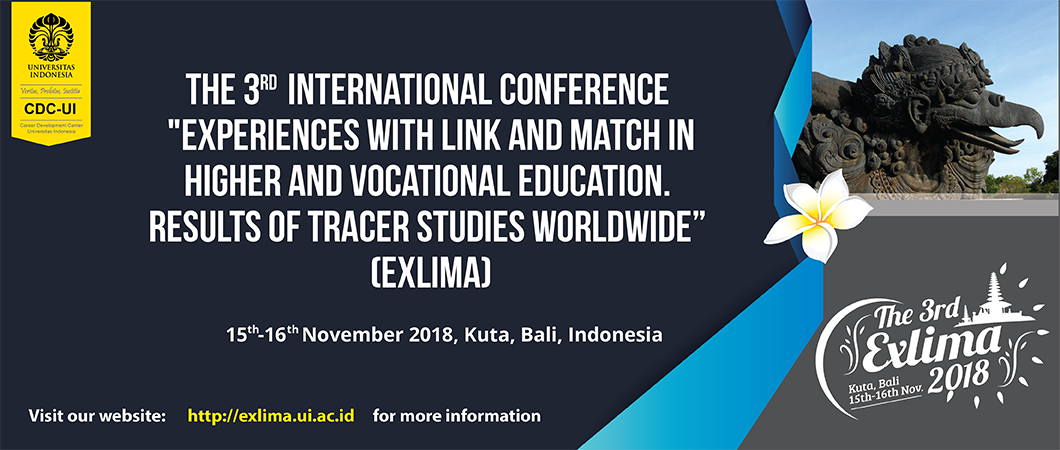 UNIVERSITAS
INDONESIA
Veritas, Probitas, Iustitia
CDC-UI
Career Development Center
Universitas Indonesia
THE 3RD INTERNATIONAL CONFERENCE
"EXPERIENCES WITH LINK AND MATCH IN
HIGHER AND VOCATIONAL EDUCATION.
RESULTS OF TRACER STUDIES WORLDWIDE”
(EXLIMA)
15th-16th November 2018, Kuta, Bali, Indonesia
Visit our website: http://exlima.ui.ac.id for more information
The 3rd
Exlima
2018
Kuta, Bali
15th-16th Nov.